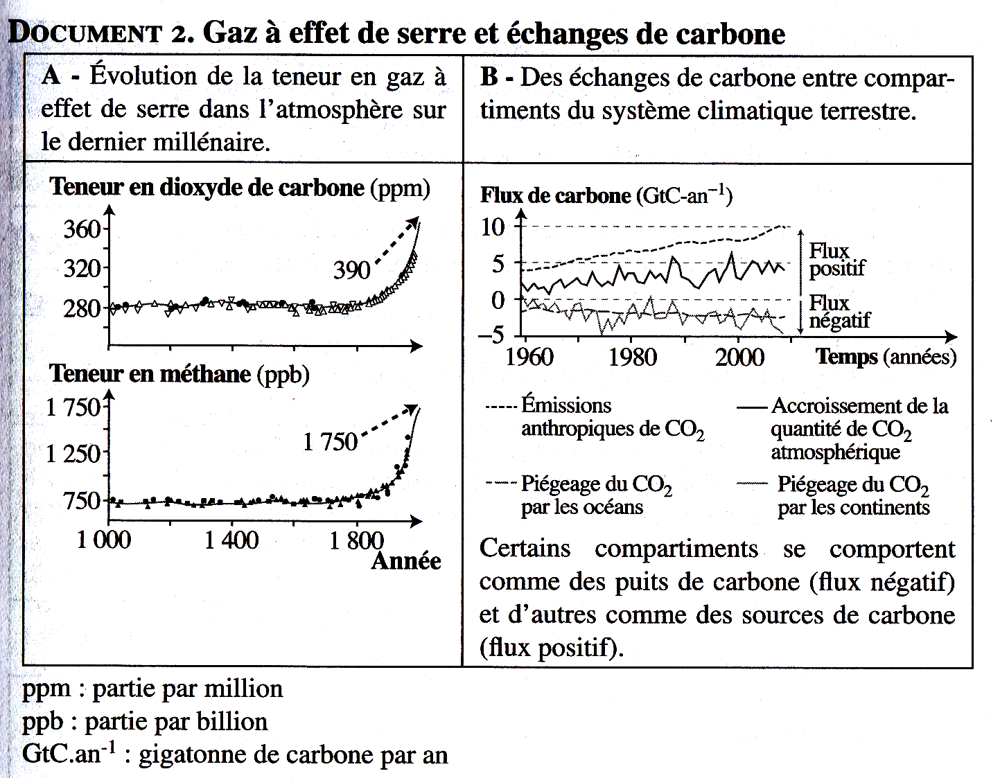 DOCUMENT 2. Gaz à effet de serre et échanges de carbone
A - Évolution de la teneur en gaz à
effet de serre dans l'atmosphère sur
le dernier millénaire.
B - Des échanges de carbone entre compar-
timents du système climatique terrestre.
Teneur en dioxyde de carbone (ppm)
360
320
280
390
Teneur en méthane (ppb)
1 750
1 250
750
1 750
1 000 1 400 1 800
Année
Flux de carbone (GtC-an⁻¹)
10
5
0
–5
Flux
positif
Flux
négatif
1960 1980 2000 Temps (années)
Émissions
anthropiques de CO₂
Accroissement de la
quantité de CO₂
atmosphérique
Piégeage du CO₂
par les océans
Piégeage du CO₂
par les continents
Certains compartiments se comportent
comme des puits de carbone (flux négatif)
et d'autres comme des sources de carbone
(flux positif).
ppm : partie par million
ppb : partie par billion
GtC.an⁻¹ : gigatonne de carbone par an